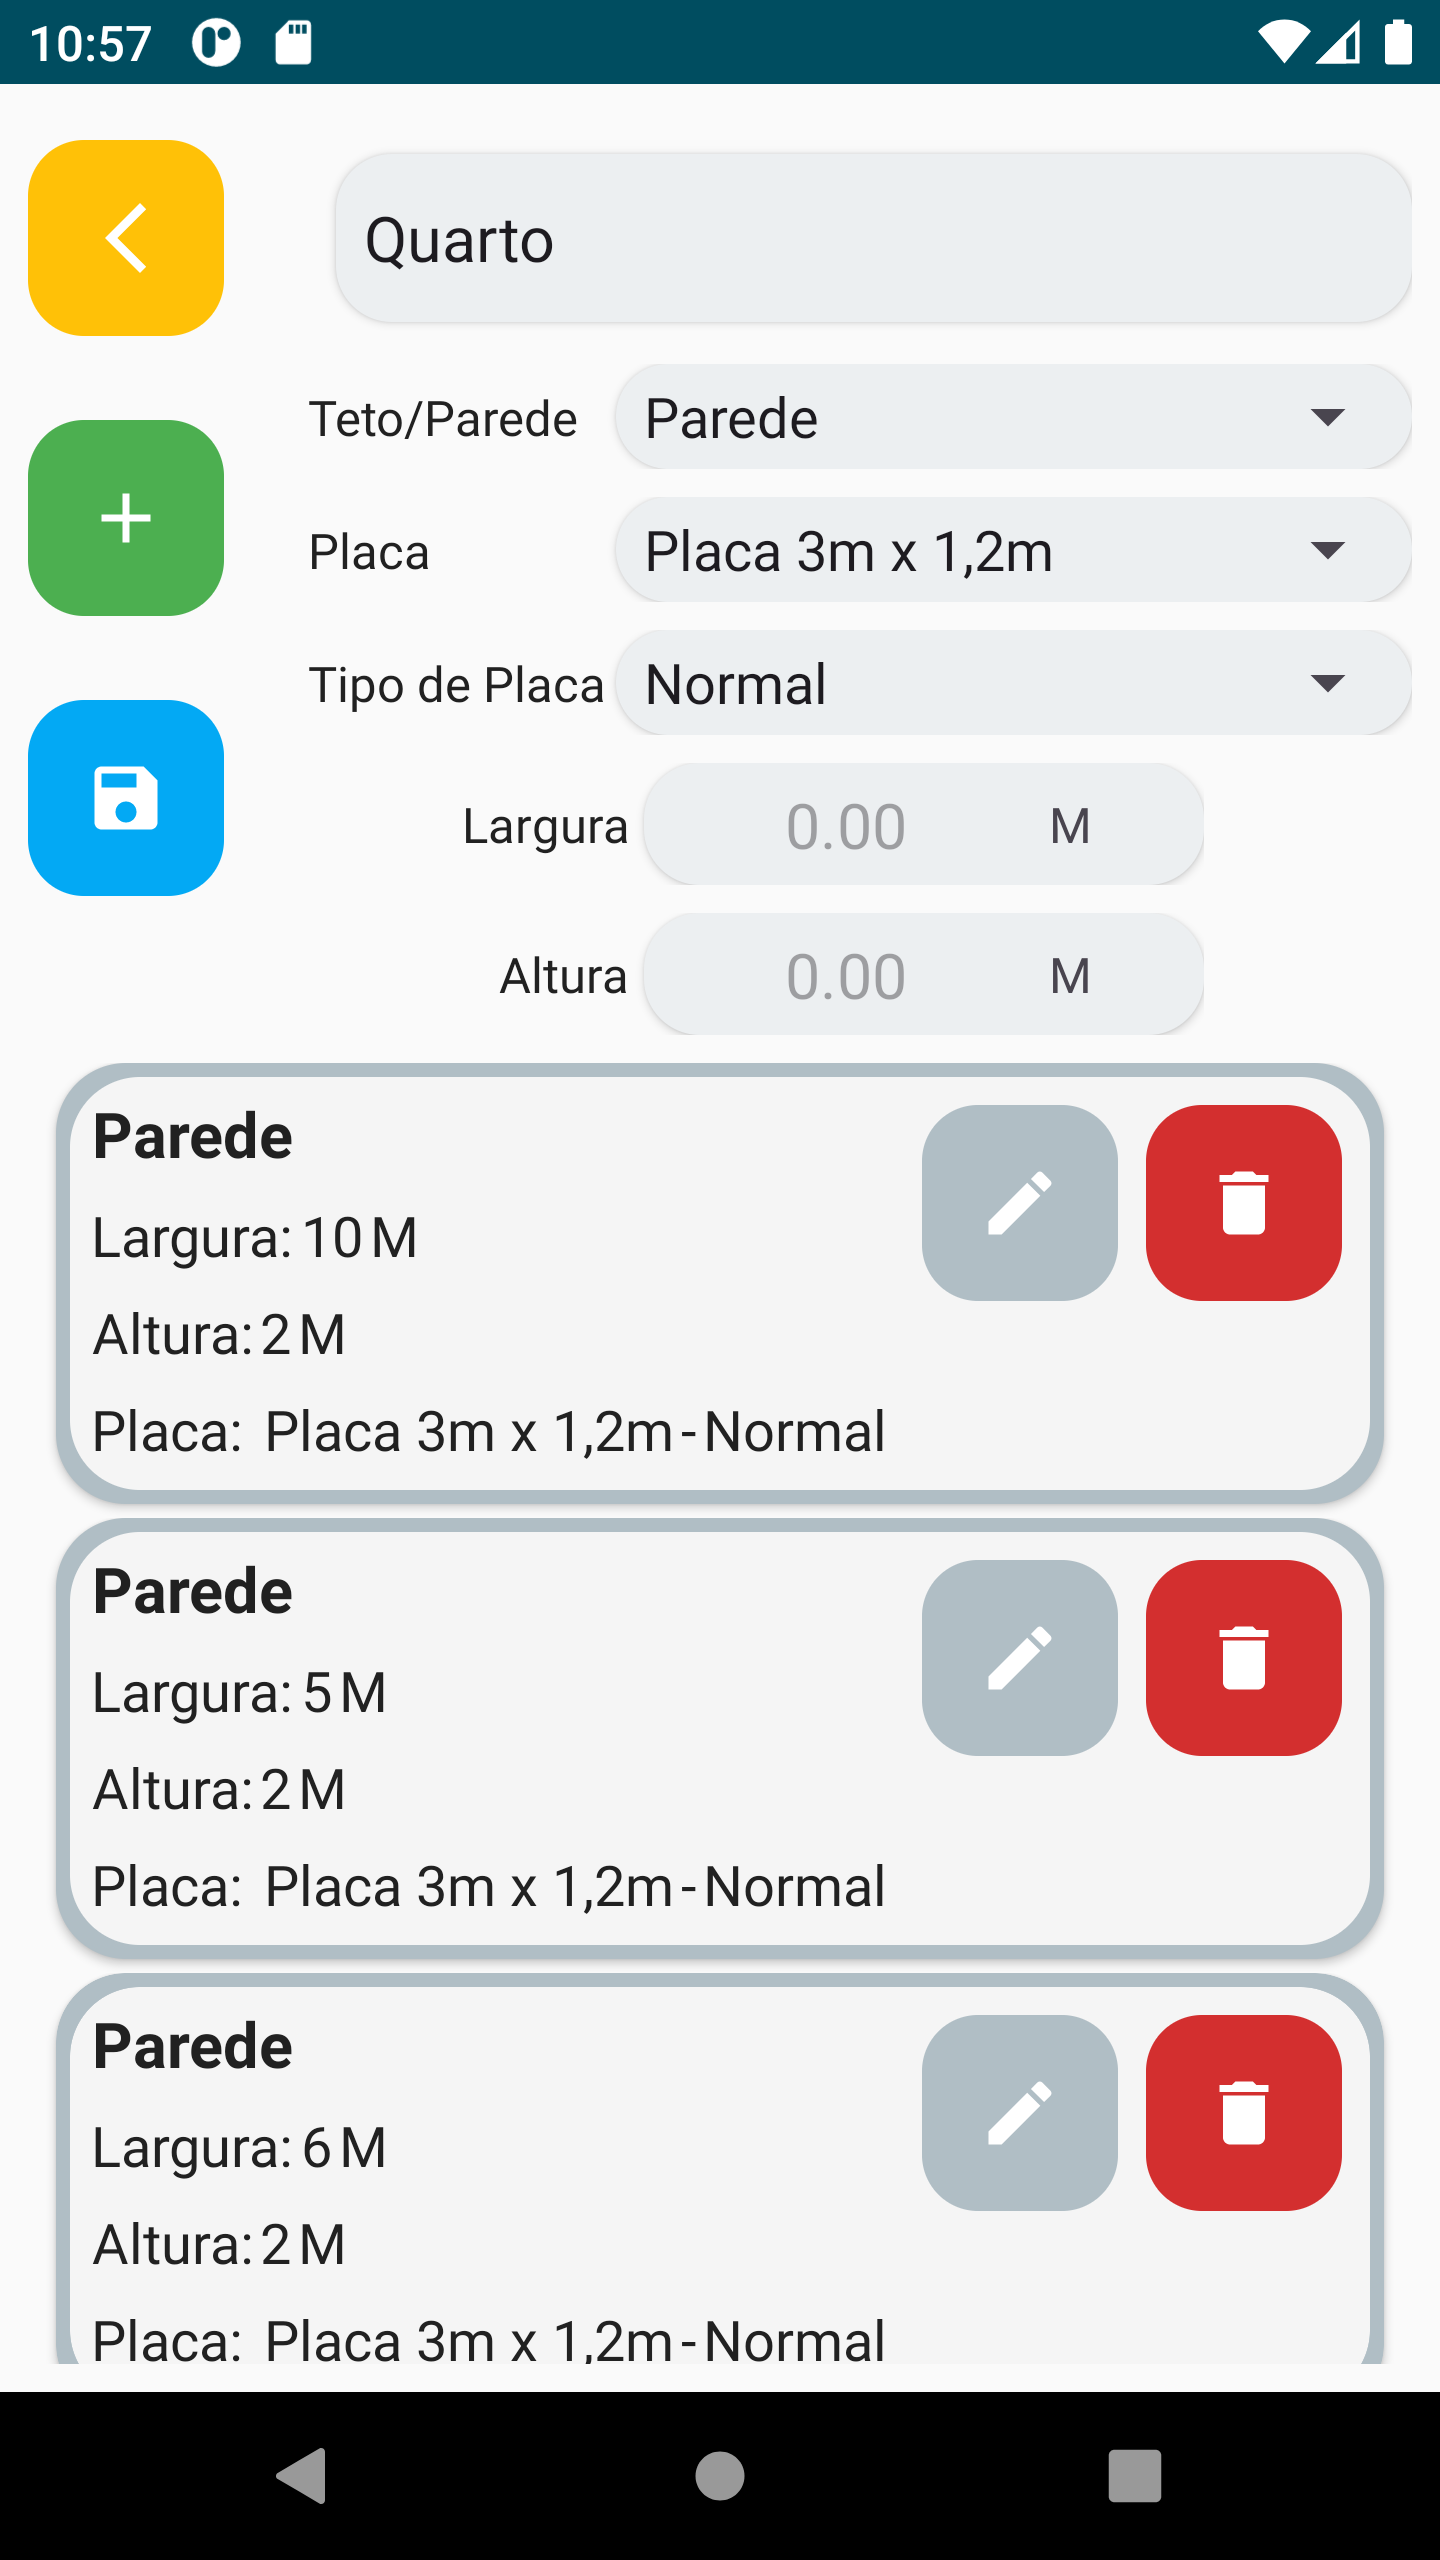 10:57
Quarto
Teto/Parede Parede
Placa Placa 3m x 1,2m
Tipo de Placa Normal
Largura 0.00 M
Altura 0.00 M
Parede
Largura: 10 M
Altura: 2 M
Placa: Placa 3m x 1,2m - Normal
Parede
Largura: 5 M
Altura: 2 M
Placa: Placa 3m x 1,2m - Normal
Parede
Largura: 6 M
Altura: 2 M
Placa: Placa 3m x 1,2m - Normal